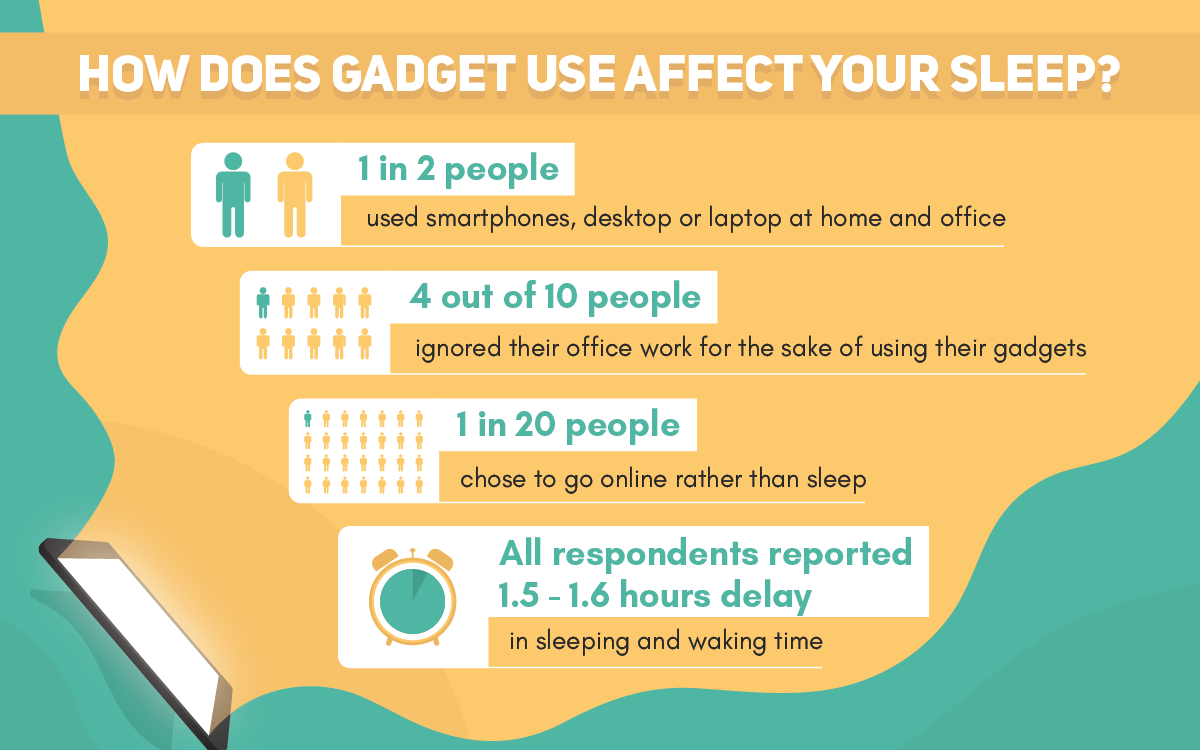 HOW DOES GADGET USE AFFECT YOUR SLEEP?
1 in 2 people
used smartphones, desktop or laptop at home and office
4 out of 10 people
ignored their office work for the sake of using their gadgets
1 in 20 people
chose to go online rather than sleep
All respondents reported
1.5 - 1.6 hours delay
in sleeping and waking time